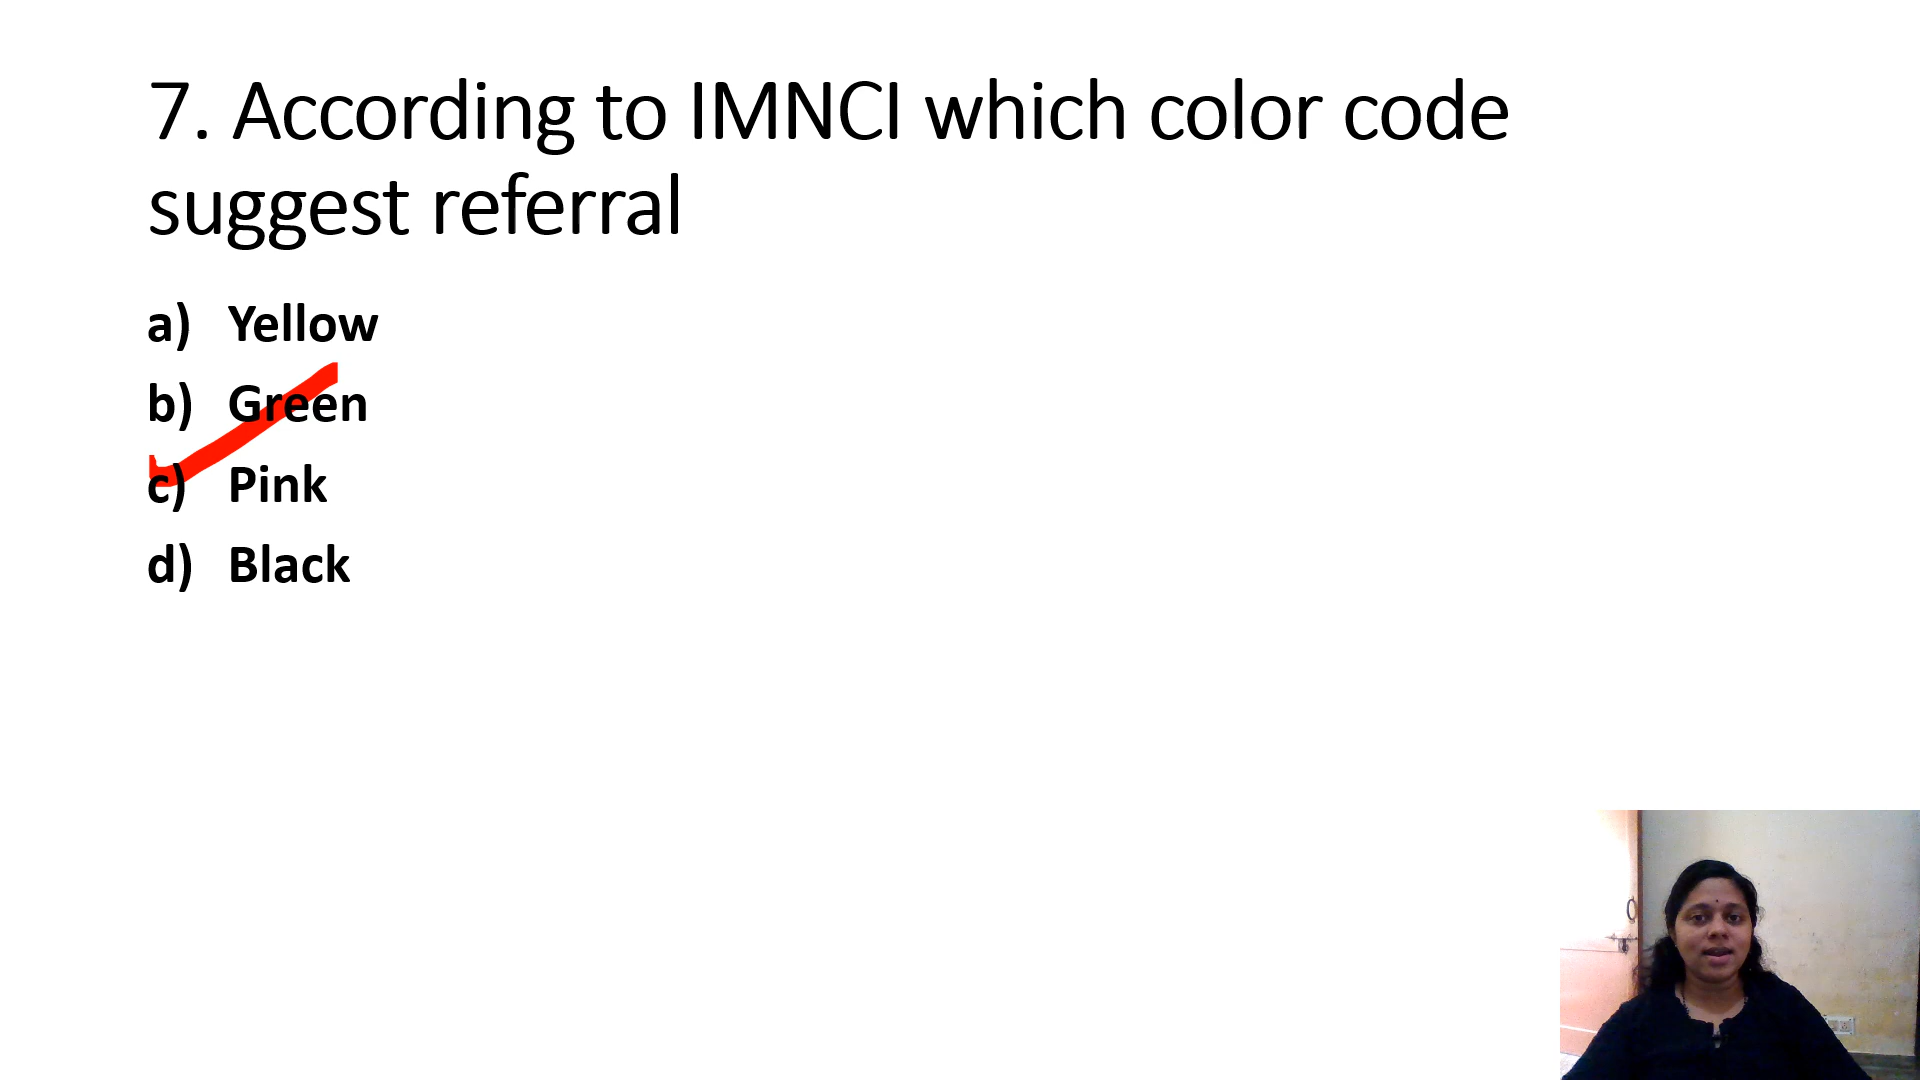 7. According to IMNCI which color code
suggest referral
a) Yellow
b) Green
c) Pink
d) Black